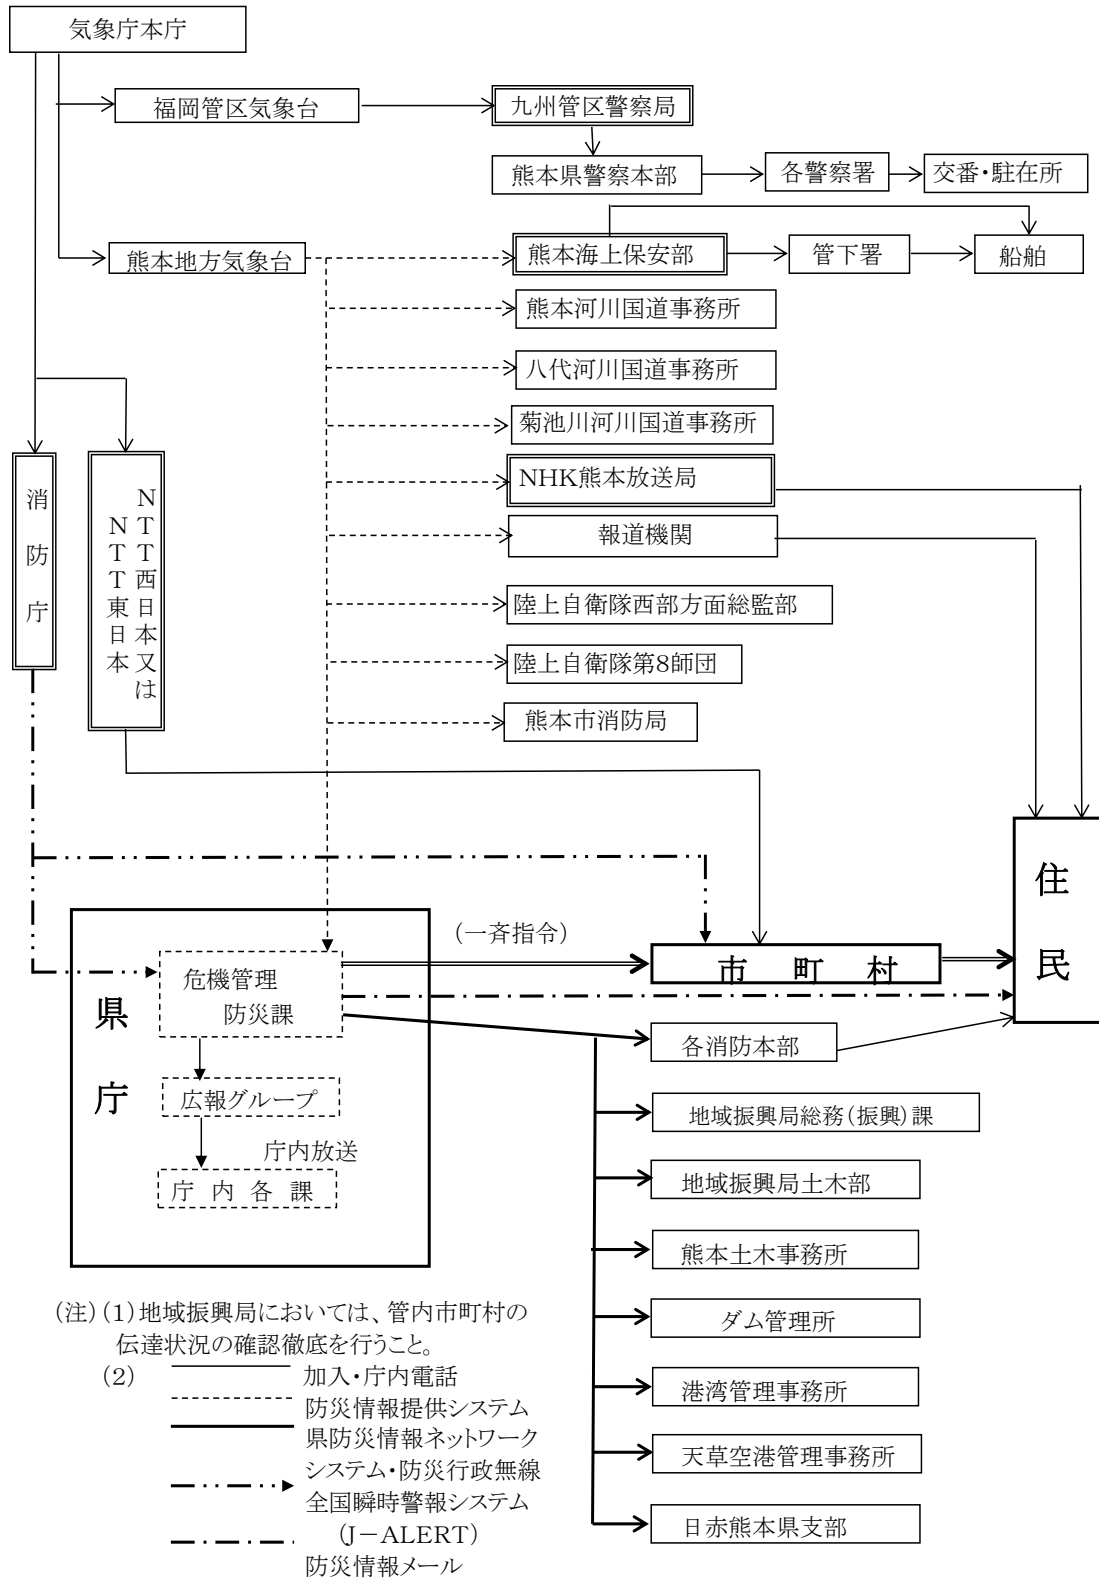 気象庁本庁
福岡管区気象台
九州管区警察局
熊本県警察本部
各警察署
交番・駐在所
熊本地方気象台
熊本海上保安部
管下署
船舶
熊本河川国道事務所
八代河川国道事務所
菊池川河川国道事務所
NHK熊本放送局
消防庁
NTT西日本又は
NTT東日本
報道機関
陸上自衛隊西部方面総監部
陸上自衛隊第8師団
熊本市消防局
住民
(一斉指令)
市町村
県庁
危機管理
防災課
各消防本部
広報グループ
地域振興局総務(振興)課
庁内放送
庁内各課
地域振興局土木部
熊本土木事務所
ダム管理所
港湾管理事務所
天草空港管理事務所
日赤熊本県支部
(注)(1)地域振興局においては、管内市町村の
伝達状況の確認徹底を行うこと。
(2)
加入・庁内電話
防災情報提供システム
県防災情報ネットワーク
システム・防災行政無線
全国瞬時警報システム
(J-ALERT)
防災情報メール